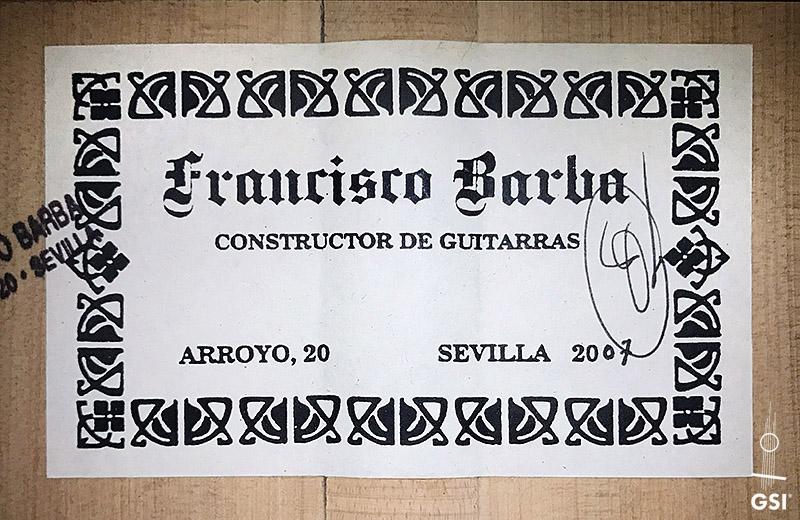 Francisco Barba
CONSTRUCTOR DE GUITARRAS
ARROYO, 20 SEVILLA 2007
O BARBA
20 · SEVILLA
GSI